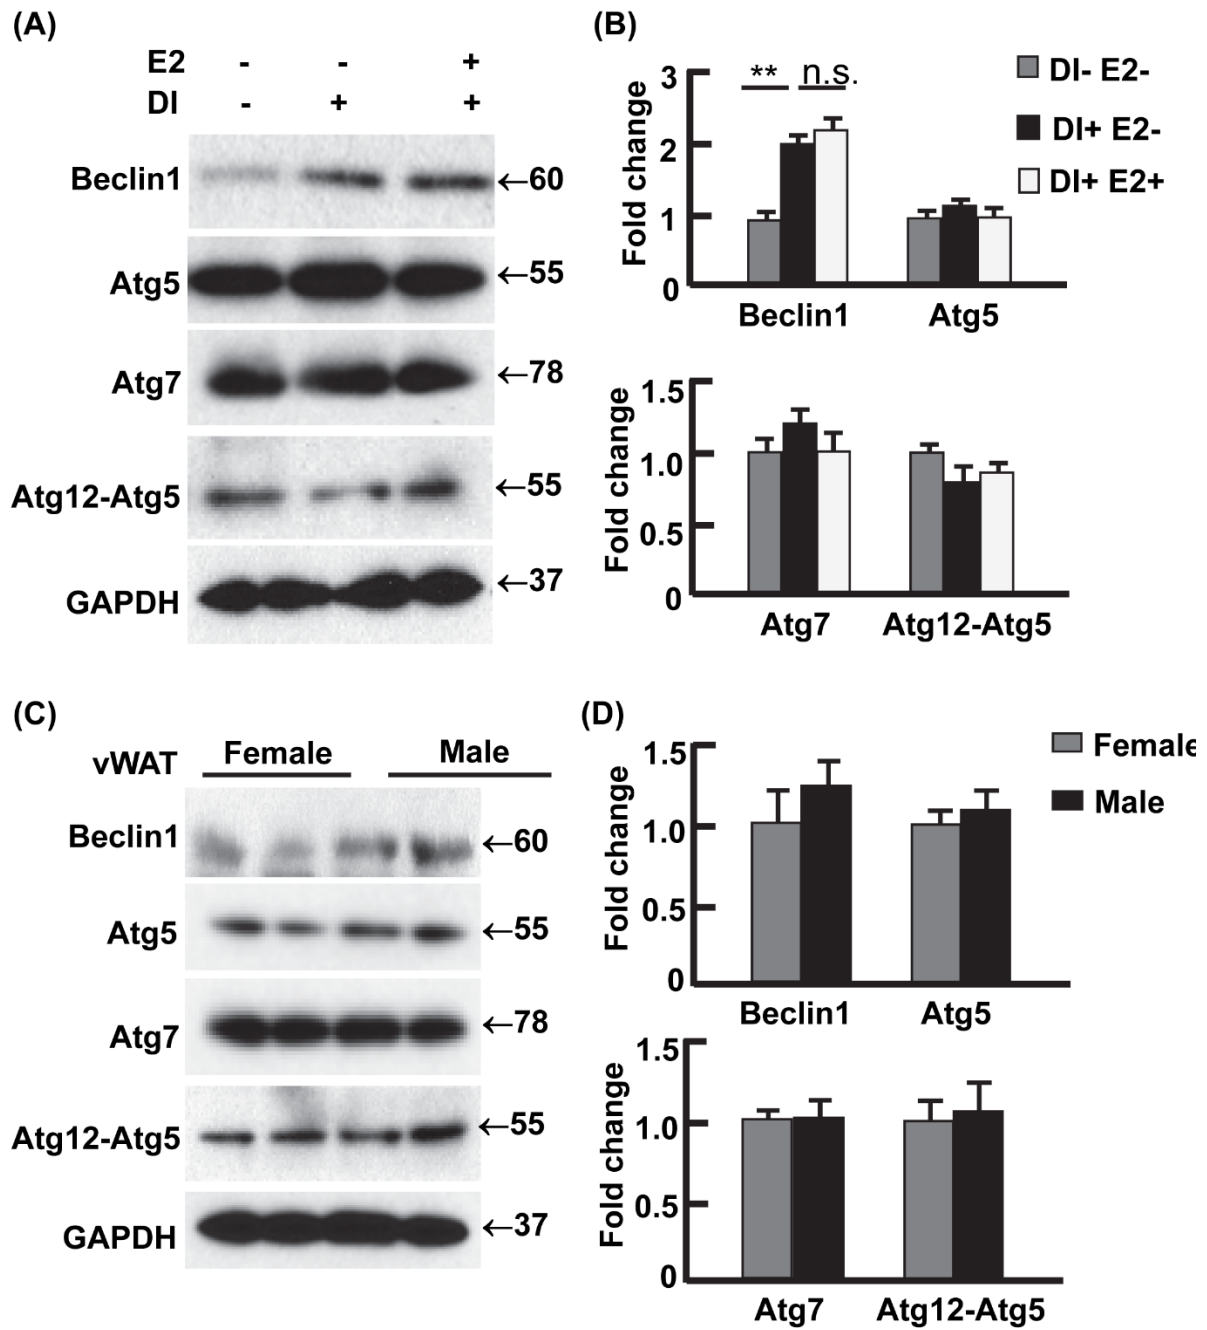 (A)
E2 - - +
DI - + +
Beclin1 ←60
Atg5 ←55
Atg7 ←78
Atg12-Atg5 ←55
GAPDH ←37
(B)
** n.s.
DI- E2-
DI+ E2-
DI+ E2+
Fold change
3
2
1
0
Beclin1 Atg5
Fold change
1.5
1.0
0.5
0
Atg7 Atg12-Atg5
(C)
vWAT Female Male
Beclin1 ←60
Atg5 ←55
Atg7 ←78
Atg12-Atg5 ←55
GAPDH ←37
(D)
Female
Male
Fold change
1.5
1.0
0.5
0
Beclin1 Atg5
Fold change
1.5
1.0
0.5
0
Atg7 Atg12-Atg5